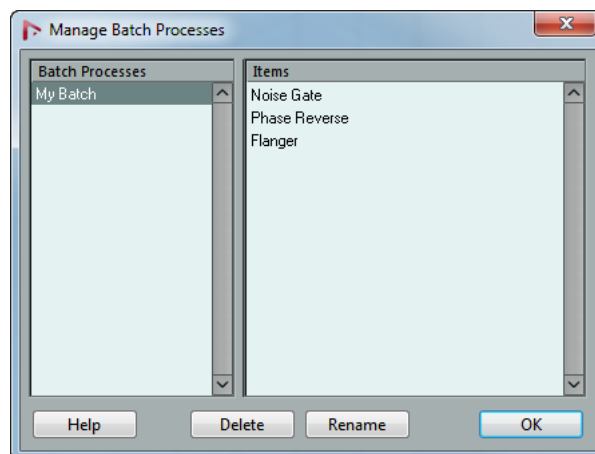 Manage Batch Processes
Batch Processes
My Batch
Items
Noise Gate
Phase Reverse
Flanger
Help
Delete
Rename
OK